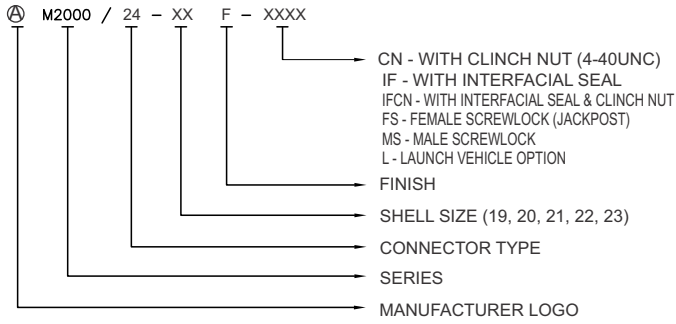 Ⓐ M2000 / 24 – XX F – XXXX
CN - WITH CLINCH NUT (4-40UNC)
IF - WITH INTERFACIAL SEAL
IFCN - WITH INTERFACIAL SEAL & CLINCH NUT
FS - FEMALE SCREWLOCK (JACKPOST)
MS - MALE SCREWLOCK
L - LAUNCH VEHICLE OPTION
FINISH
SHELL SIZE (19, 20, 21, 22, 23)
CONNECTOR TYPE
SERIES
MANUFACTURER LOGO